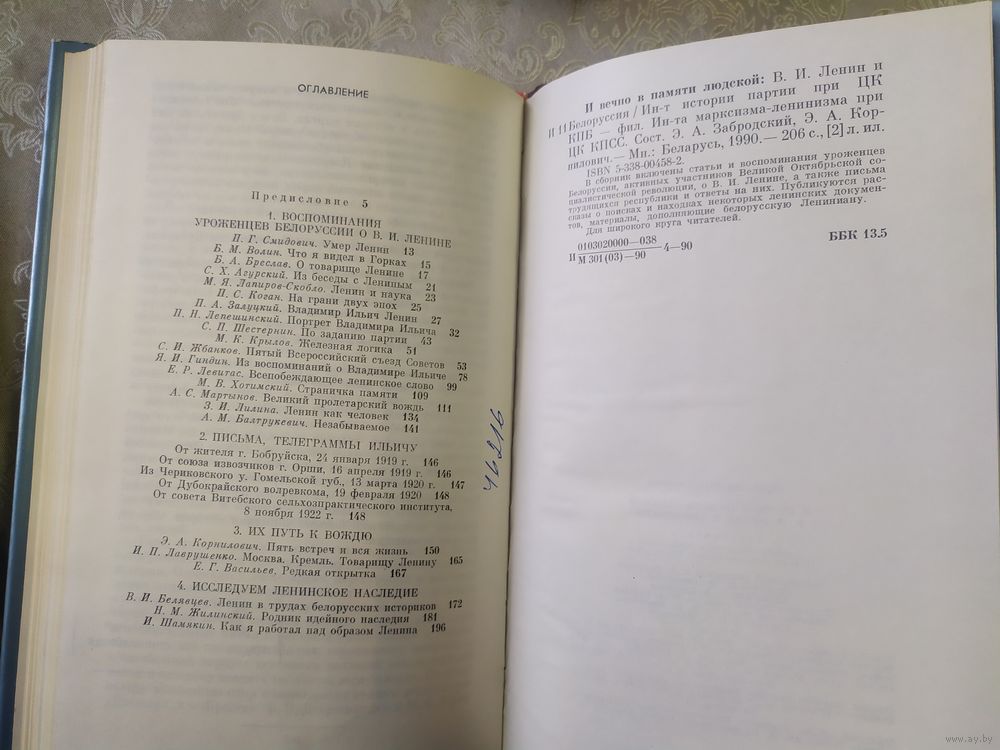 ОГЛАВЛЕНИЕ
Предисловие 5
1. ВОСПОМИНАНИЯ
УРОЖЕНЦЕВ БЕЛОРУССИИ О В. И. ЛЕНИНЕ
П. Г. Смидович. Умер Ленин 13
Б. М. Волин. Что я видел в Горках 15
Б. А. Бреслав. О товарище Ленине 17
С. Х. Агурский. Из беседы с Лениным 21
М. Я. Лапиров-Скобло. Ленин и наука 23
П. С. Коган. На грани двух эпох 25
П. А. Залуцкий. Владимир Ильич Ленин 27
П. Н. Лепешинский. Портрет Владимира Ильича 32
С. П. Шестернин. По заданию партии 43
М. К. Крылов. Железная логика 51
С. И. Жбанков. Пятый Всероссийский съезд Советов 53
Я. И. Гиндин. Из воспоминаний о Владимире Ильиче 78
Е. Р. Левитас. Всепобеждающее ленинское слово 99
М. В. Хотимский. Страничка памяти 109
А. С. Мартынов. Великий пролетарский вождь 111
З. И. Лилина. Ленин как человек 134
А. М. Балтрукевич. Незабываемое 141
2. ПИСЬМА, ТЕЛЕГРАММЫ ИЛЬИЧУ
От жителя г. Бобруйска, 24 января 1919 г. 146
От союза извозчиков г. Орши, 16 апреля 1919 г. 146
Из Чериковского у. Гомельской губ., 13 марта 1920 г. 147
От Дубокрайского волревкома, 19 февраля 1920 148
От совета Витебского сельхозпрактического института,
8 ноября 1922 г. 148
3. ИХ ПУТЬ К ВОЖДЮ
Э. А. Корнилович. Пять встреч и вся жизнь 150
И. П. Лаврушенко. Москва. Кремль. Товарищу Ленину 165
Е. Г. Васильев. Редкая открытка 167
4. ИССЛЕДУЕМ ЛЕНИНСКОЕ НАСЛЕДИЕ
В. И. Белявцев. Ленин в трудах белорусских историков 172
Н. М. Жилинский. Родник идейного наследия 181
И. Шамякин. Как я работал над образом Ленина 196
46216
И вечно в памяти людской: В. И. Ленин и
И 11 Белоруссия / Ин-т истории партии при ЦК
КПБ — фил. Ин-та марксизма-ленинизма при
ЦК КПСС. Сост. Э. А. Забродский, Э. А. Кор-
нилович.— Мн.: Беларусь, 1990.— 206 с., [2] л. ил.
ISBN 5-338-00458-2.
В сборник включены статьи и воспоминания уроженцев
Белоруссии, активных участников Великой Октябрьской со-
циалистической революции, о В. И. Ленине, а также письма
трудящихся республики и ответы на них. Публикуются рас-
сказы о поисках и находках некоторых ленинских докумен-
тов, материалы, дополняющие белорусскую Лениниану.
Для широкого круга читателей.
0103020000—038
И 4—90
М 301(03)—90
ББК 13.5
www.ay.by